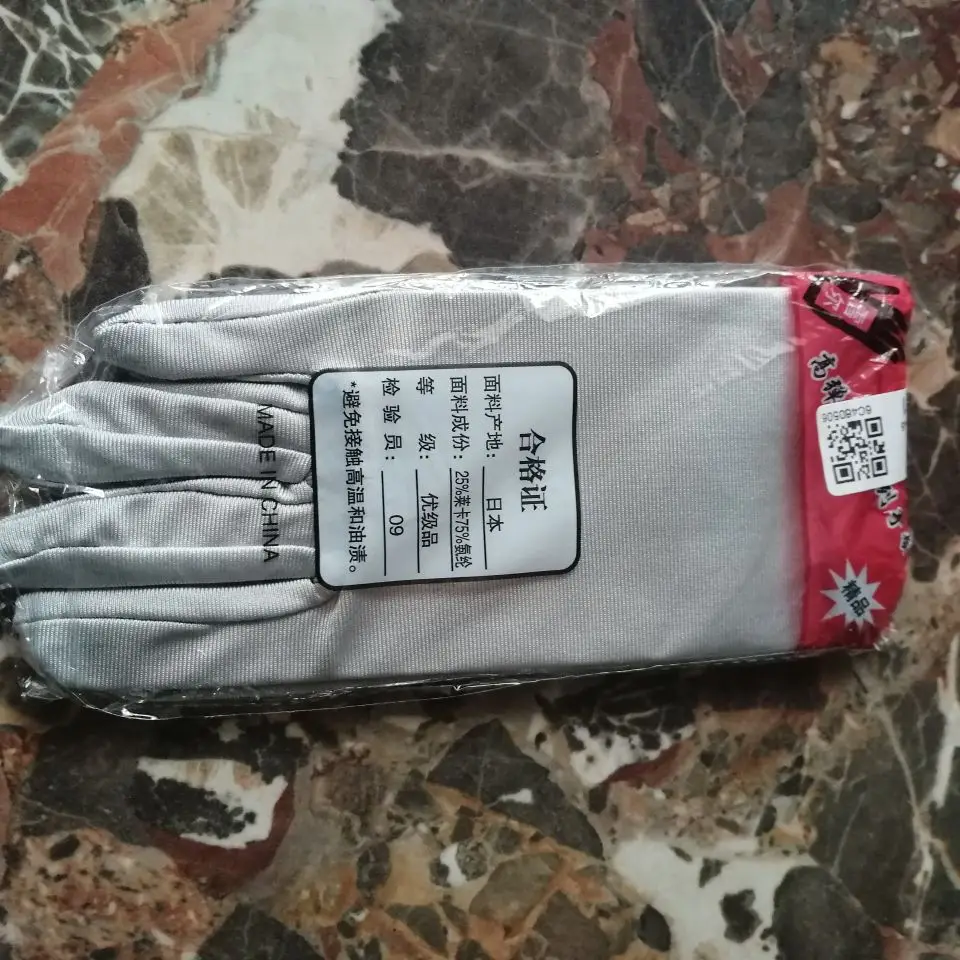 合格证
面料产地：日本
面料成份：25%莱卡75%氨纶
等 级：优级品
检 验 员：09
*避免接触高温和油渍。
MADE IN CHINA
6C480506
精品